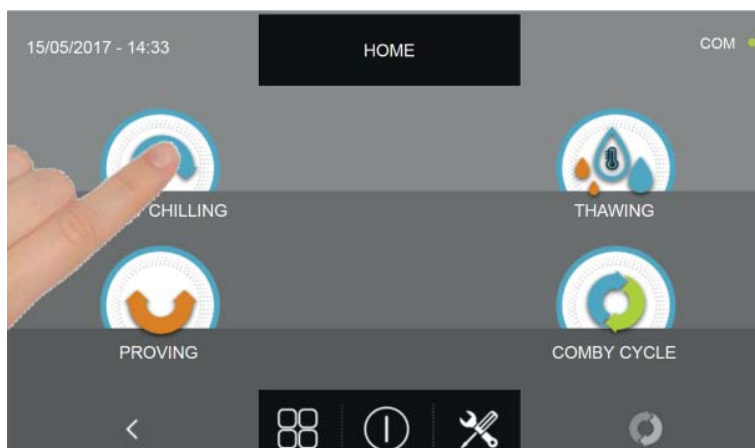 15/05/2017 - 14:33
HOME
COM
CHILLING
THAWING
PROVING
COMBY CYCLE